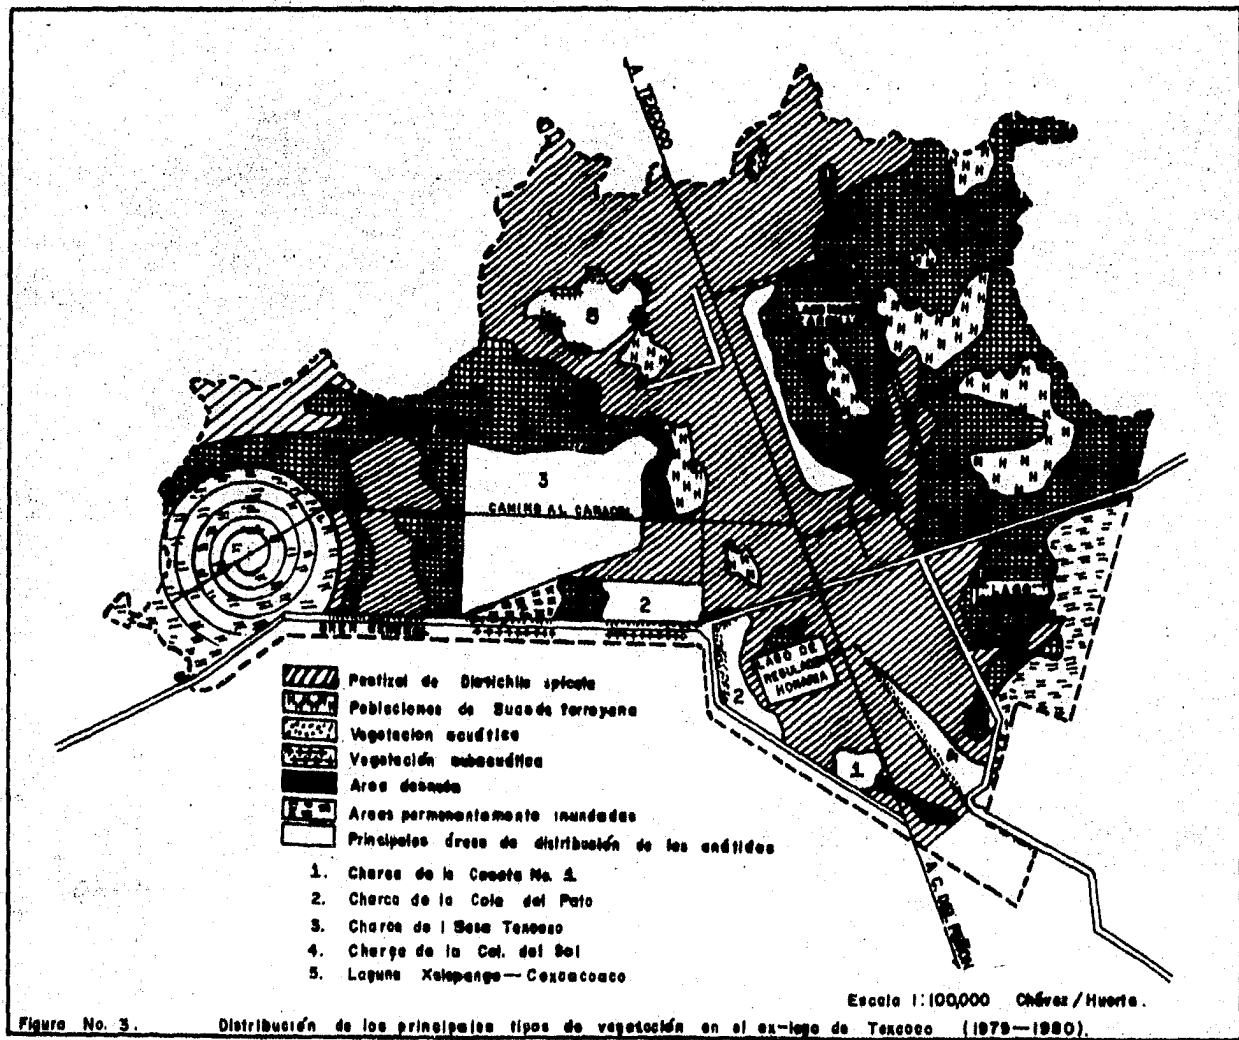 A. TEXCOCO
5
3
CAMINO AL CARACOL
2
LAGO DE
REGULACION
HORARIA
2
1
4
LAGO
A C. DEL PEÑON
Pastizal de Distichlis spicata
Poblaciones de Suaeda torreyana
Vegetacion acuática
Vegetación subacuática
Area desnuda
Areas permanentemente inundadas
Principales áreas de distribución de los anátidos
1. Charca de la Caseta No. 1
2. Charca de la Cola del Pato
3. Charca de Sosa Texcoco
4. Charca de la Col. del Sol
5. Laguna Xalapango—Coxacoaco
Escala 1:100,000 Chávez/Huerta.
Figura No. 3. Distribución de los principales tipos de vegetación en el ex-lago de Texcoco (1979—1980).